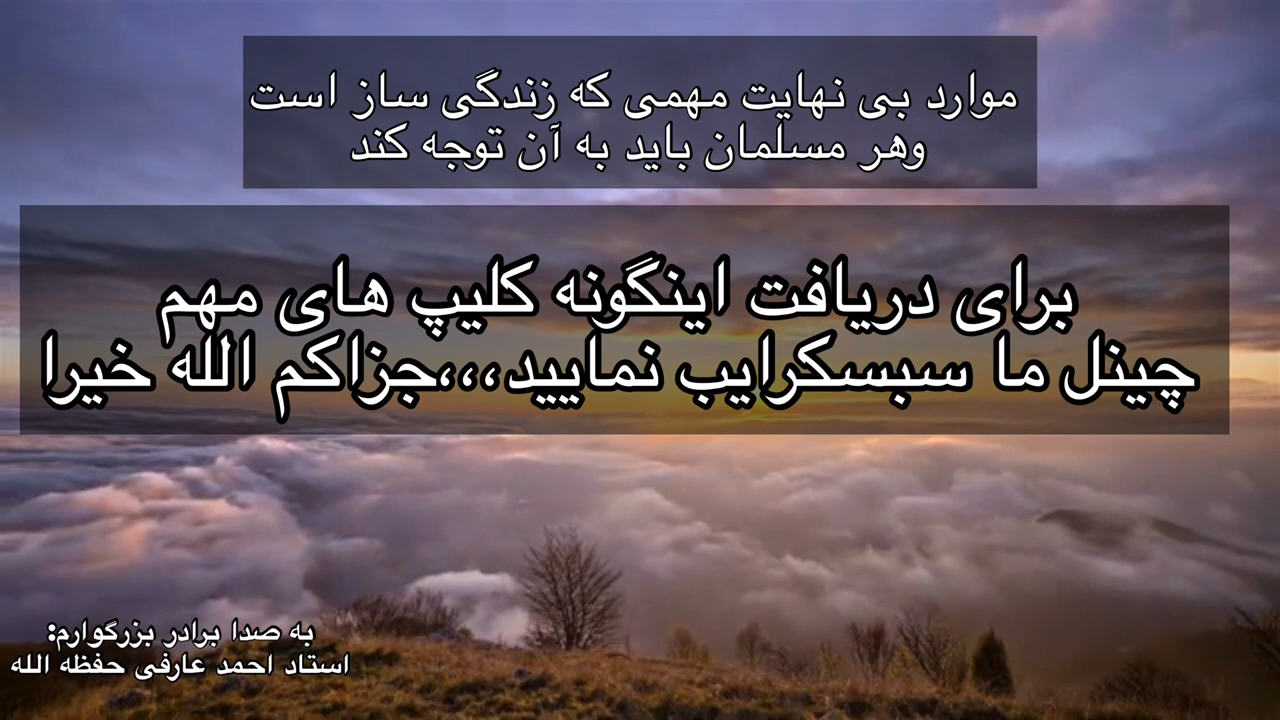 موارد بی نهایت مهمی که زندگی ساز است
وهر مسلمان باید به آن توجه کند
برای دریافت اینگونه کلیپ های مهم
چینل ما سبسکرایب نمایید،،،جزاکم الله خیرا
به صدا برادر بزرگوارم:
استاد احمد عارفی حفظه الله